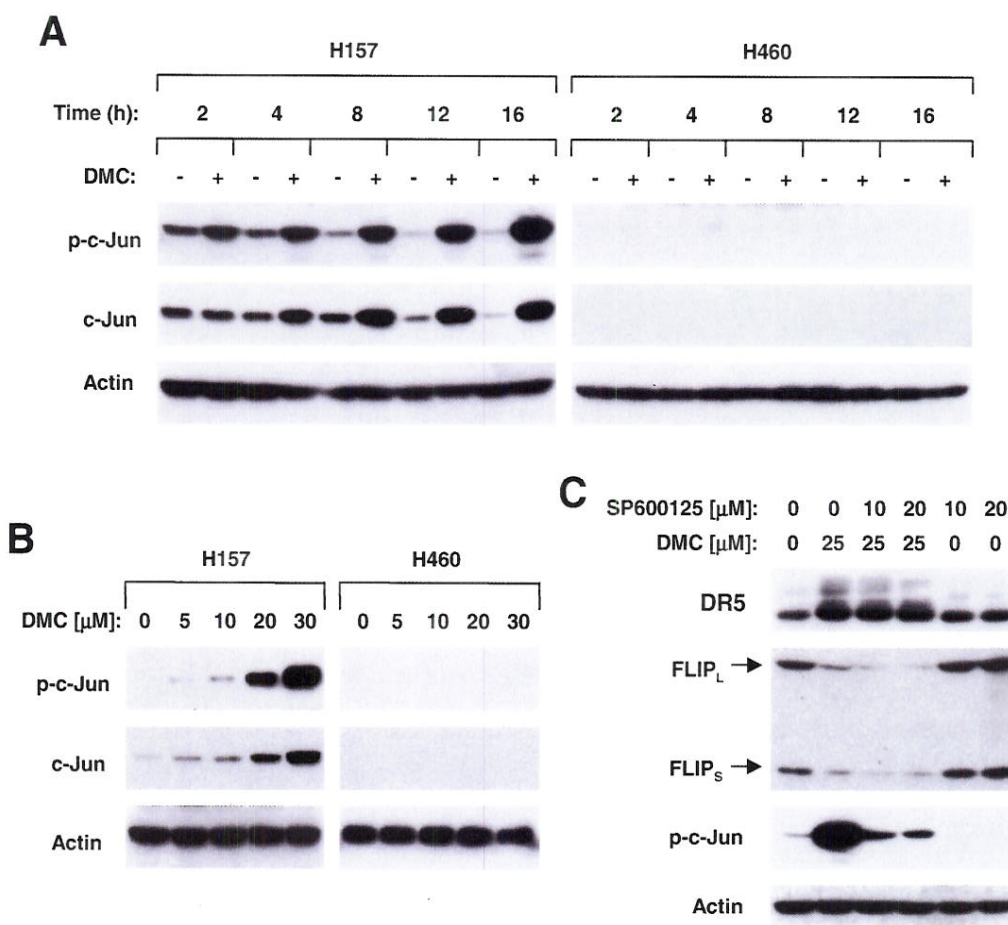 A
H157 H460
Time (h): 2 4 8 12 16 2 4 8 12 16
DMC: - + - + - + - + - + - + - + - + - + - +
p-c-Jun
c-Jun
Actin
B
H157 H460
DMC [µM]: 0 5 10 20 30 0 5 10 20 30
p-c-Jun
c-Jun
Actin
C
SP600125 [µM]: 0 0 10 20 10 20
DMC [µM]: 0 25 25 25 0 0
DR5
FLIPL
FLIPS
p-c-Jun
Actin